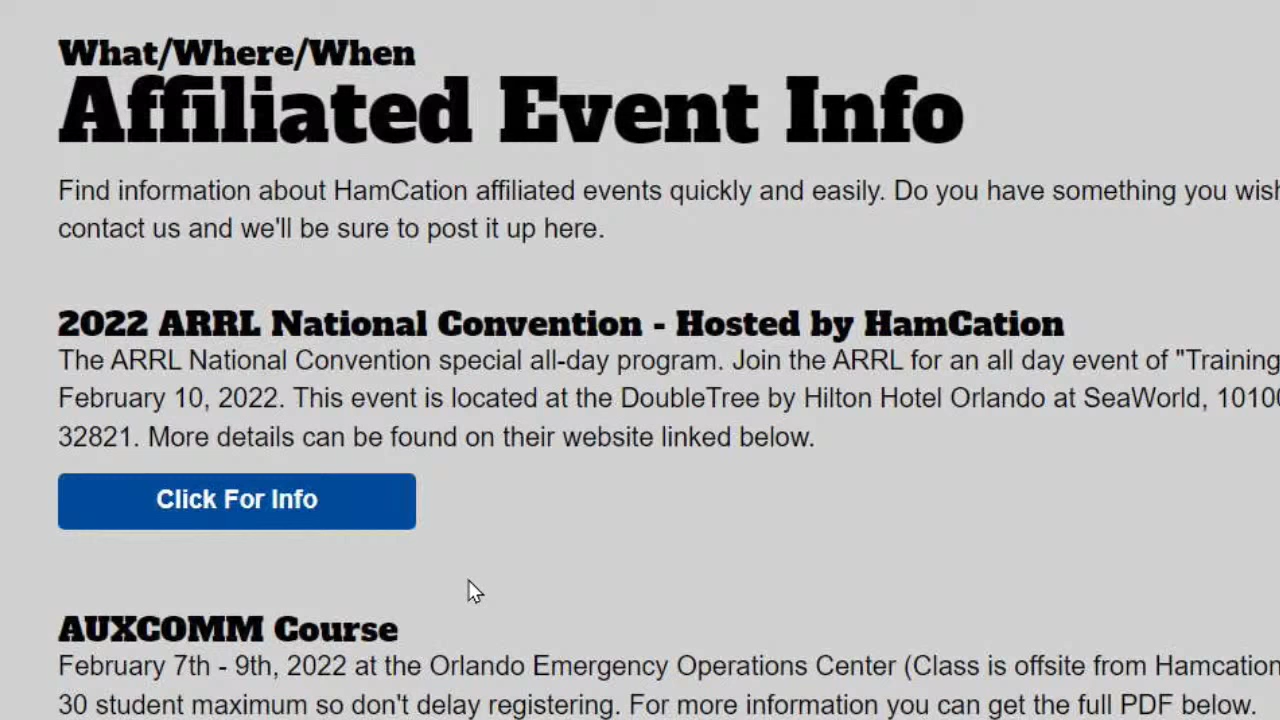 What/Where/When
Affiliated Event Info
Find information about HamCation affiliated events quickly and easily. Do you have something you wish
contact us and we'll be sure to post it up here.
2022 ARRL National Convention - Hosted by HamCation
The ARRL National Convention special all-day program. Join the ARRL for an all day event of "Training
February 10, 2022. This event is located at the DoubleTree by Hilton Hotel Orlando at SeaWorld, 10100
32821. More details can be found on their website linked below.
Click For Info
AUXCOMM Course
February 7th - 9th, 2022 at the Orlando Emergency Operations Center (Class is offsite from Hamcation
30 student maximum so don't delay registering. For more information you can get the full PDF below.